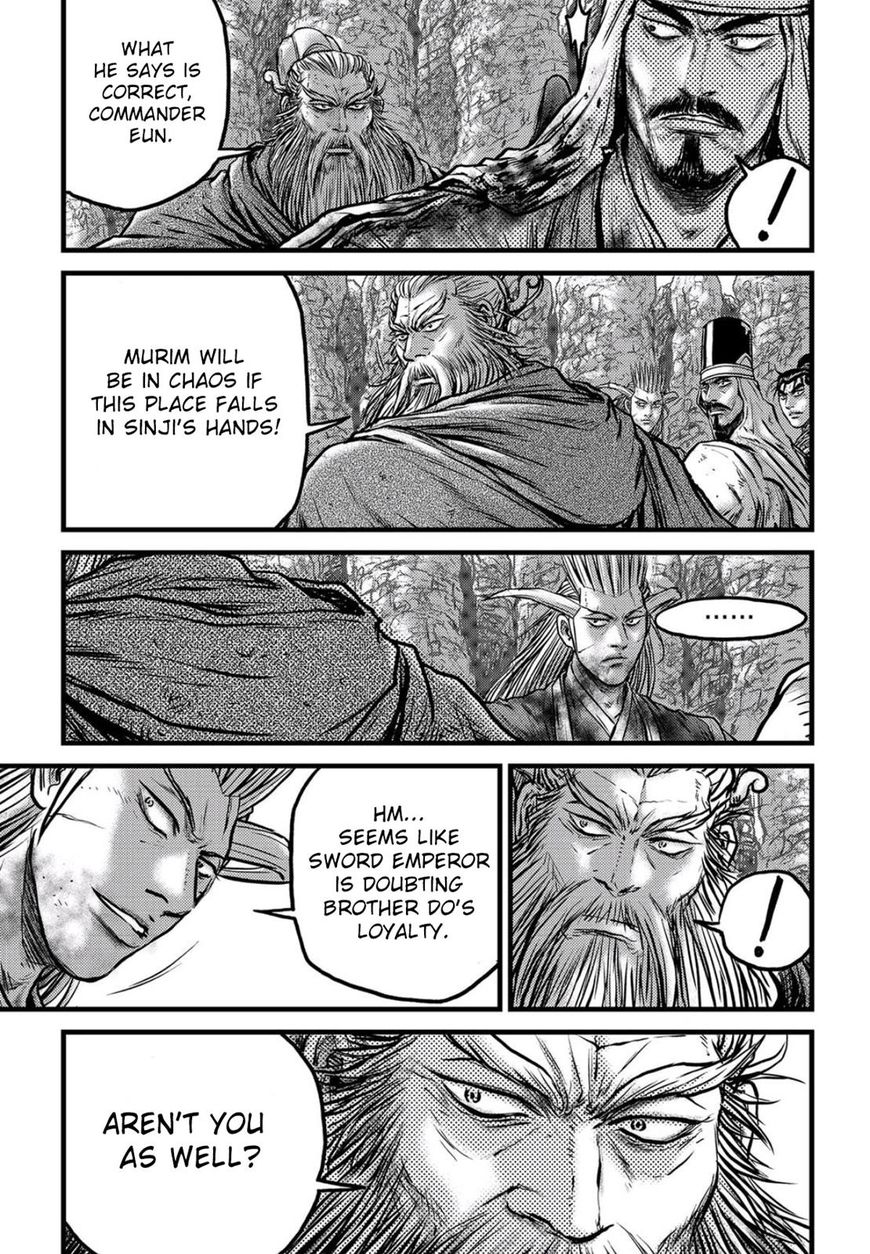 WHAT
HE SAYS IS
CORRECT,
COMMANDER
EUN.
!
MURIM WILL
BE IN CHAOS IF
THIS PLACE FALLS
IN SINJI'S HANDS!
......
HM...
SEEMS LIKE
SWORD EMPEROR
IS DOUBTING
BROTHER DO'S
LOYALTY.
!
AREN'T YOU
AS WELL?